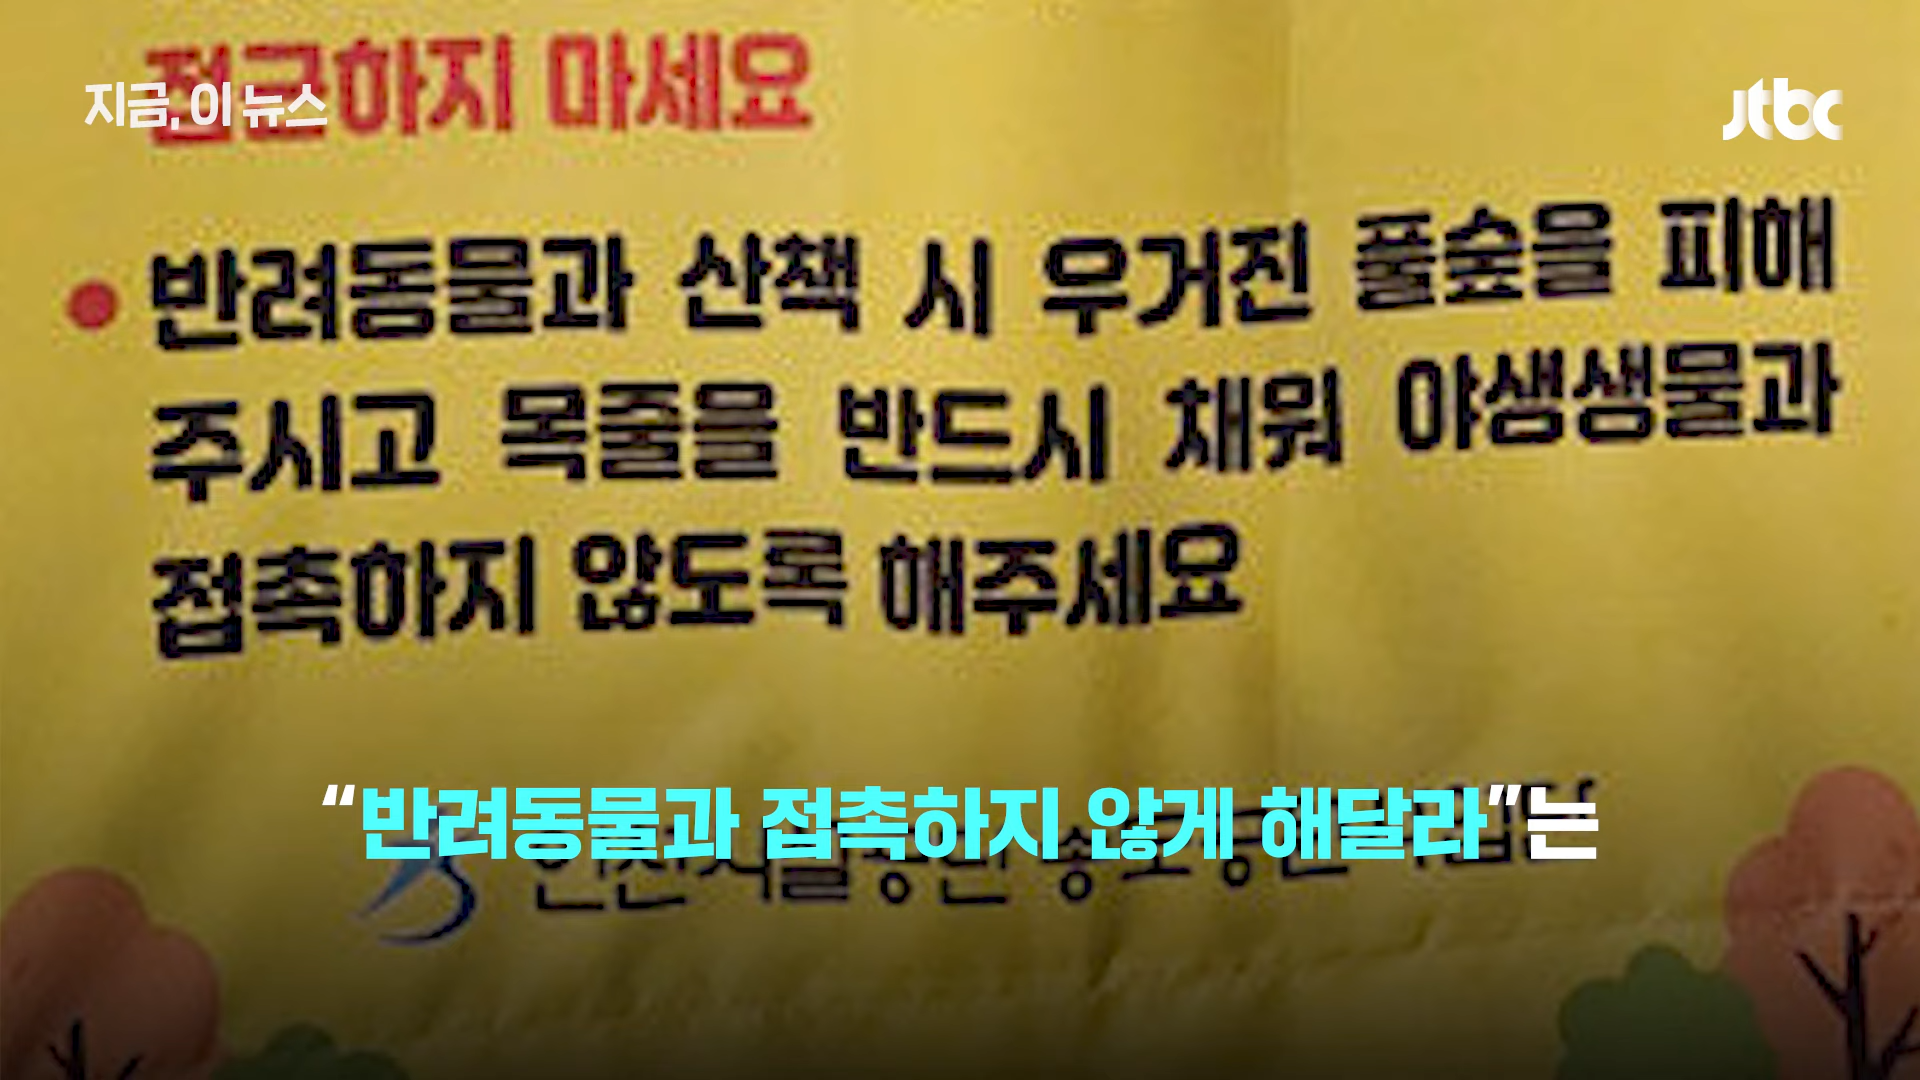 접근하지 마세요
지금, 이 뉴스
jtbc
반려동물과 산책 시 우거진 풀숲을 피해
주시고 목줄을 반드시 채워 야생생물과
접촉하지 않도록 해주세요
“반려동물과 접촉하지 않게 해달라”는